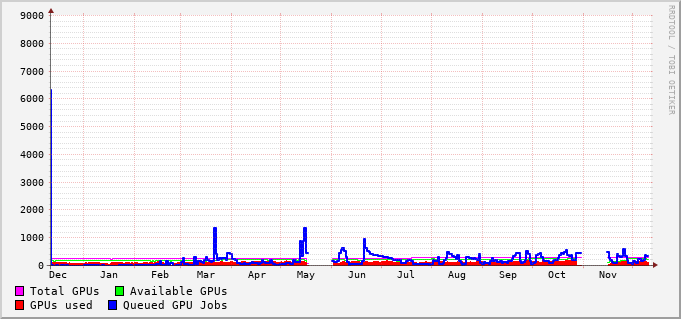 9000
8000
7000
6000
5000
4000
3000
2000
1000
0
Dec Jan Feb Mar Apr May Jun Jul Aug Sep Oct Nov
Total GPUs Available GPUs
GPUs used Queued GPU Jobs
RRDTOOL / TOBI OETIKER